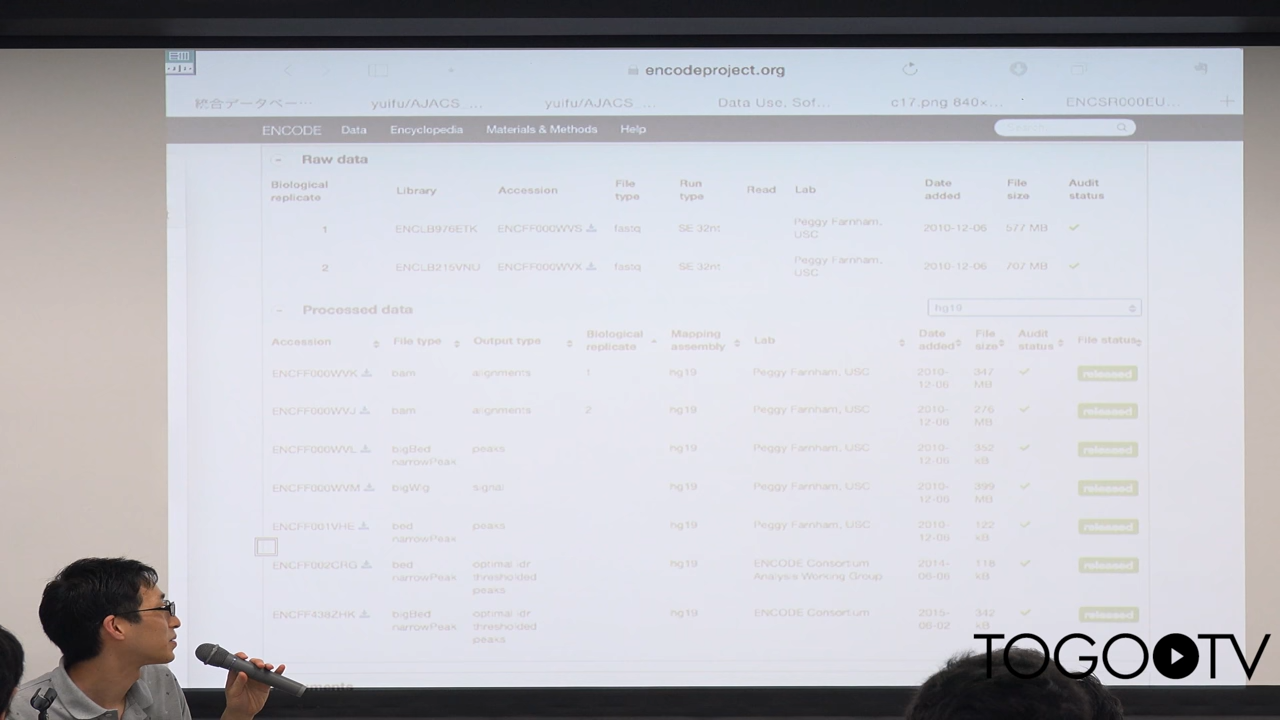 encodeproject.org
統合データベー…
yuifu/AJACS_...
yuifu/AJACS_...
Data Use, Sof...
c17.png 840×...
ENCSR000EU...
ENCODE Data Encyclopedia Materials & Methods Help
Raw data
Biological replicate Library Accession File type Run type Read Lab Date added File size Audit status
1 ENCLB976ETK ENCFF000WVS fastq SE 32nt Peggy Farnham, USC 2010-12-06 577 MB
2 ENCLB215VNU ENCFF000WVX fastq SE 32nt Peggy Farnham, USC 2010-12-06 707 MB
Processed data
hg19
Accession File type Output type Biological replicate Mapping assembly Lab Date added File size Audit status File status
ENCFF000WVK bam alignments 1 hg19 Peggy Farnham, USC 2010-12-06 347 MB released
ENCFF000WVJ bam alignments 2 hg19 Peggy Farnham, USC 2010-12-06 276 MB released
ENCFF000WVL bigBed narrowPeak peaks hg19 Peggy Farnham, USC 2010-12-06 352 kB released
ENCFF000WVM bigWig signal hg19 Peggy Farnham, USC 2010-12-06 399 MB released
ENCFF001VHE bed narrowPeak peaks hg19 Peggy Farnham, USC 2010-12-06 122 kB released
ENCFF002CRG bed narrowPeak optimal idr thresholded peaks hg19 ENCODE Consortium Analysis Working Group 2014-06-06 118 kB released
ENCFF438ZHK bigBed narrowPeak optimal idr thresholded peaks hg19 ENCODE Consortium 2015-06-02 342 kB released
TOGOTV